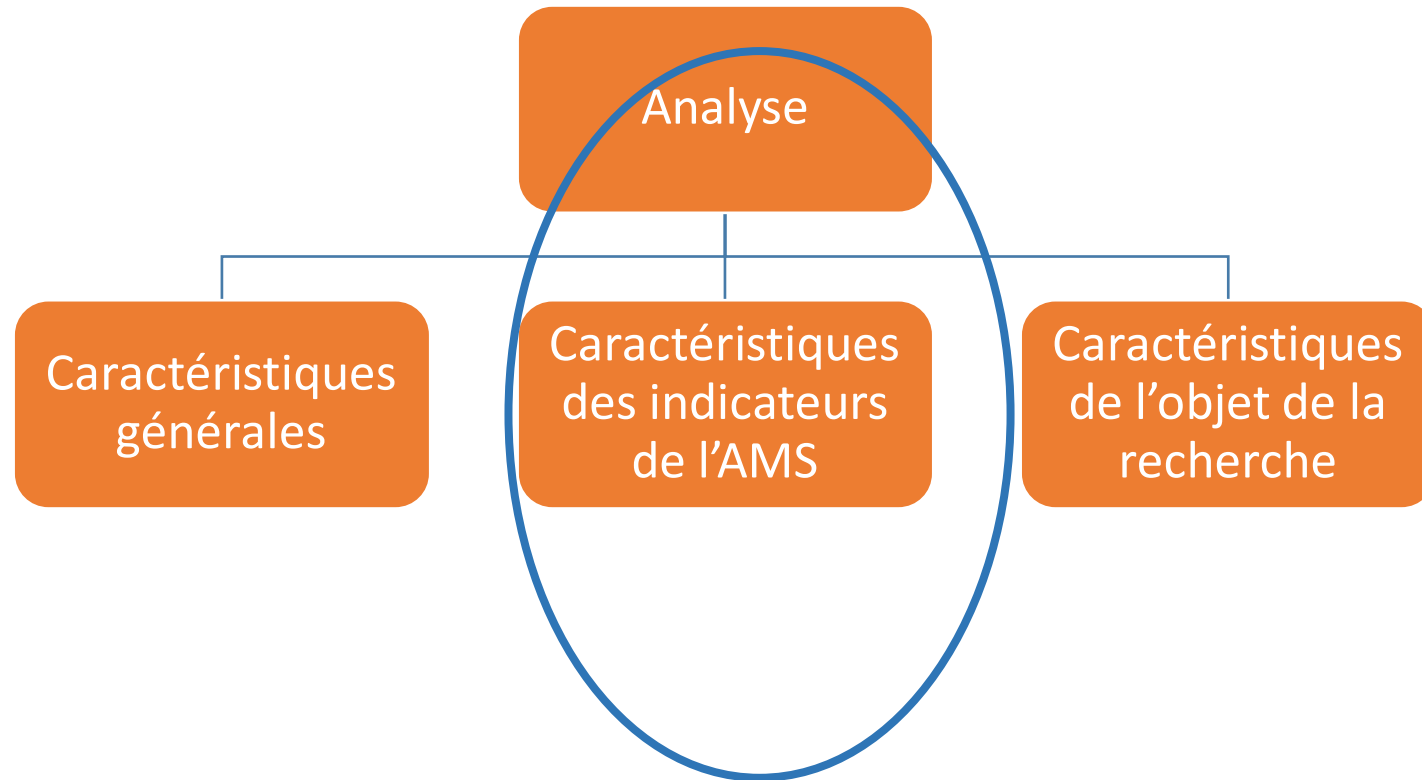 Analyse
Caractéristiques
générales
Caractéristiques
des indicateurs
de l’AMS
Caractéristiques
de l’objet de la
recherche